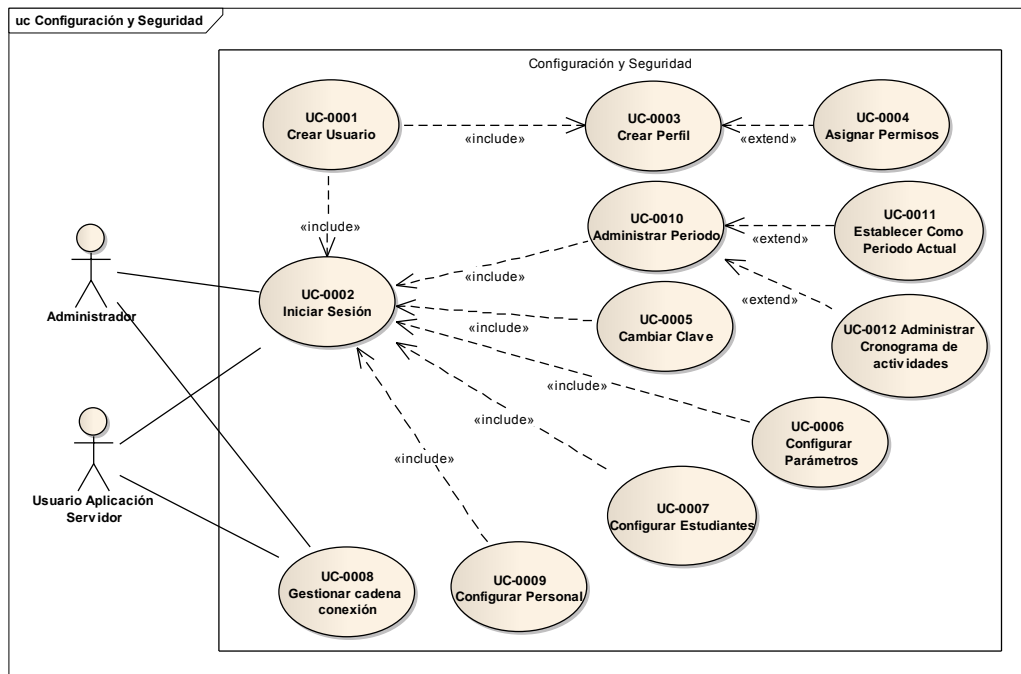 uc Configuración y Seguridad
Configuración y Seguridad
UC-0001
Crear Usuario
«include»
UC-0003
Crear Perfil
«extend»
UC-0004
Asignar Permisos
«include»
UC-0010
Administrar Periodo
«extend»
UC-0011
Establecer Como
Periodo Actual
«include»
«extend»
Administrador
UC-0002
Iniciar Sesión
«include»
UC-0005
Cambiar Clave
UC-0012 Administrar
Cronograma de
actividades
«include»
UC-0006
Configurar
Parámetros
«include»
«include»
Usuario Aplicación
Servidor
UC-0007
Configurar Estudiantes
UC-0008
Gestionar cadena
conexión
UC-0009
Configurar Personal